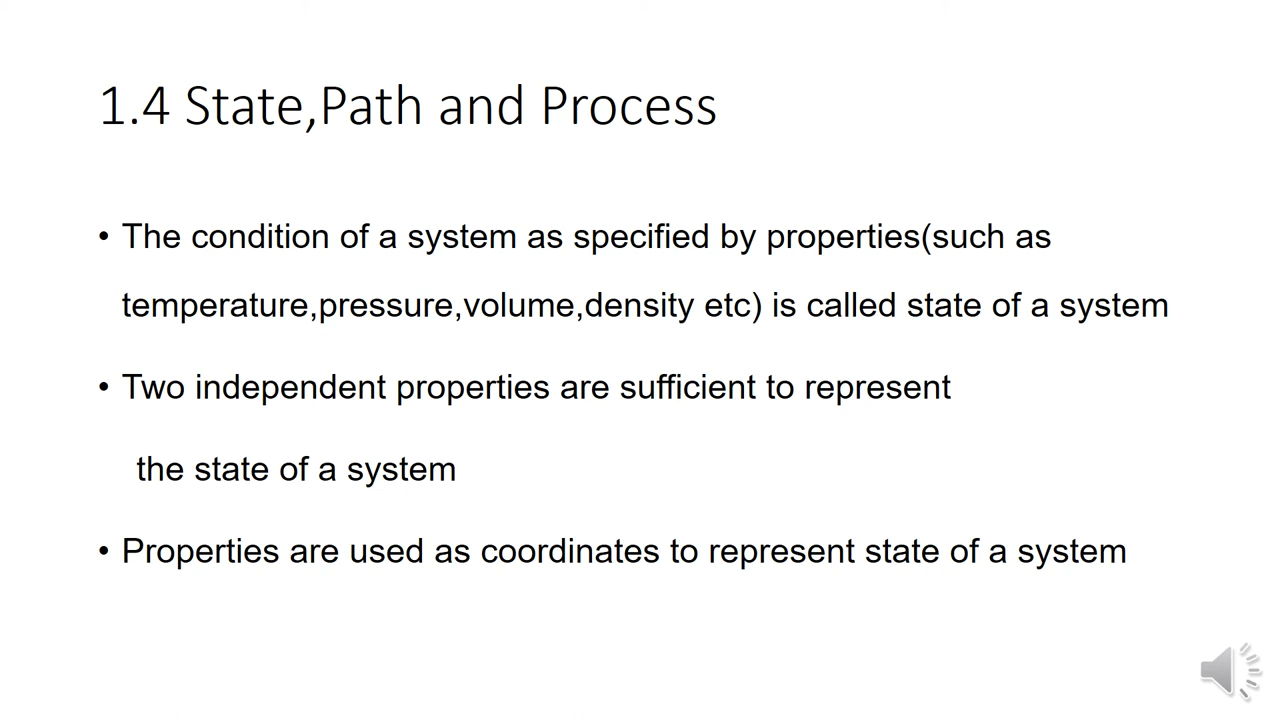 1.4 State,Path and Process
• The condition of a system as specified by properties(such as
temperature,pressure,volume,density etc) is called state of a system
• Two independent properties are sufficient to represent
the state of a system
• Properties are used as coordinates to represent state of a system